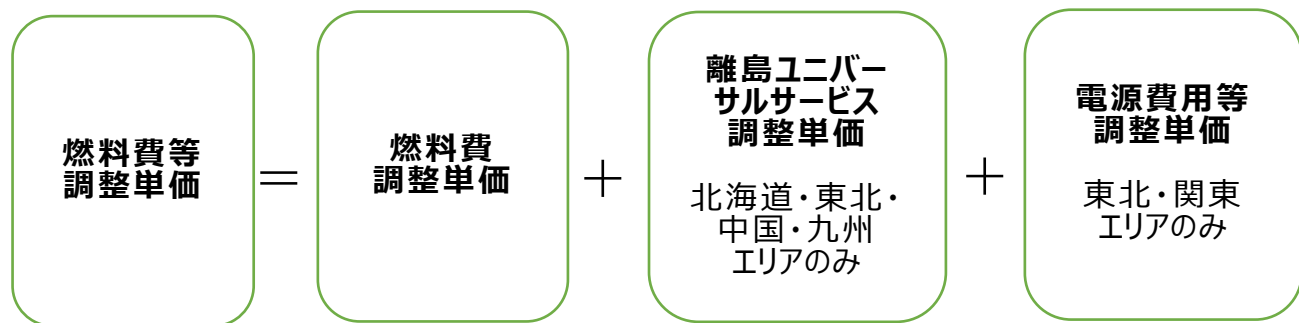 燃料費等
調整単価
＝
燃料費
調整単価
＋
離島ユニバー
サルサービス
調整単価
北海道・東北・
中国・九州
エリアのみ
＋
電源費用等
調整単価
東北・関東
エリアのみ